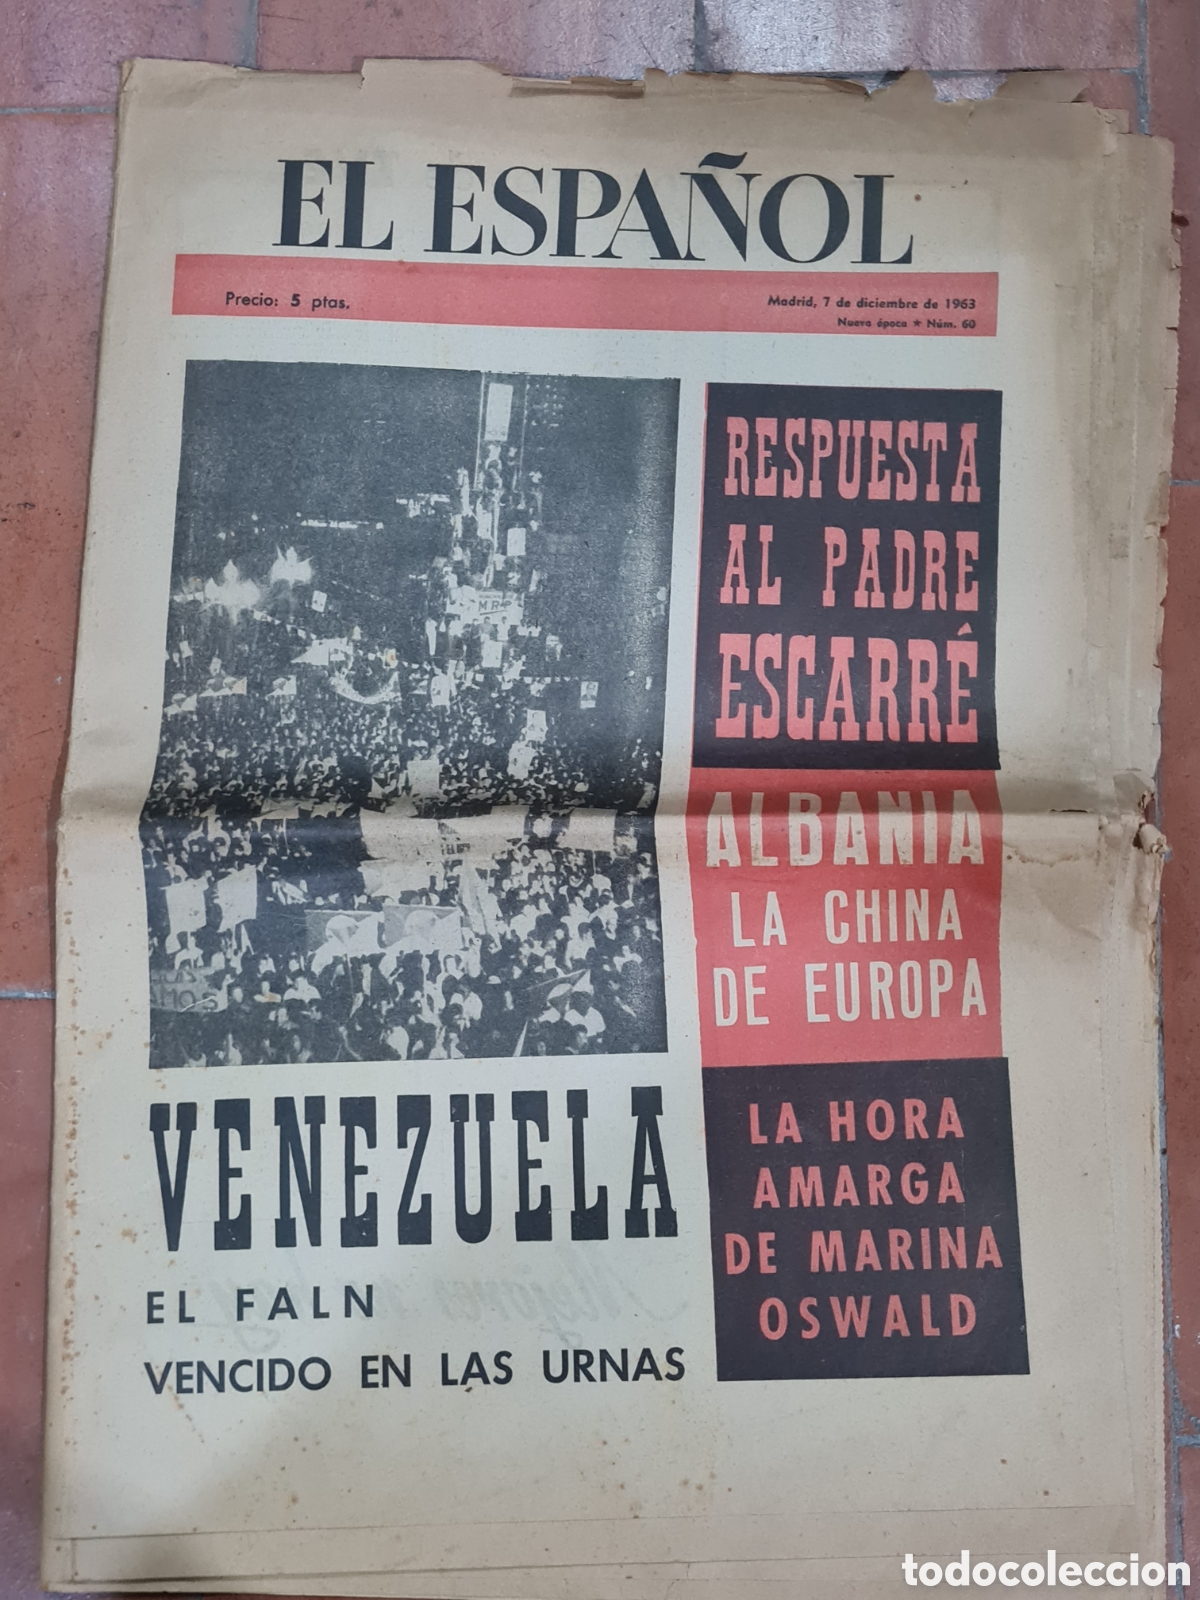 EL ESPAÑOL
Precio: 5 ptas.
Madrid, 7 de diciembre de 1963
Nueva época ★ Núm. 60
RESPUESTA
AL PADRE
ESCARRÉ
ALBANIA
LA CHINA
DE EUROPA
LA HORA
AMARGA
DE MARINA
OSWALD
VENEZUELA
EL FALN
VENCIDO EN LAS URNAS
todocoleccion